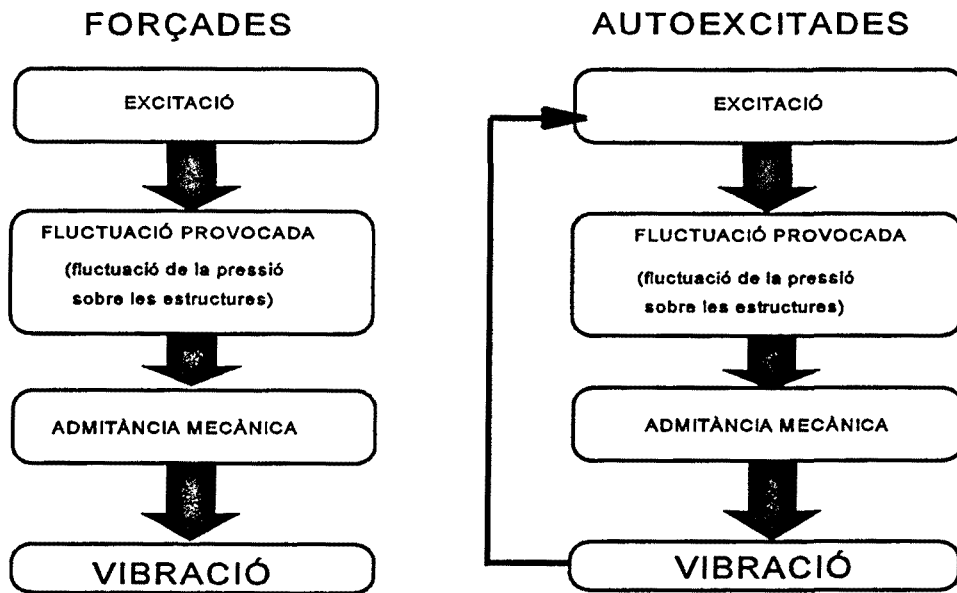 FORÇADES
EXCITACIÓ
FLUCTUACIÓ PROVOCADA
(fluctuació de la pressió
sobre les estructures)
ADMITÀNCIA MECÀNICA
VIBRACIÓ
AUTOEXCITADES
EXCITACIÓ
FLUCTUACIÓ PROVOCADA
(fluctuació de la pressió
sobre les estructures)
ADMITÀNCIA MECÀNICA
VIBRACIÓ